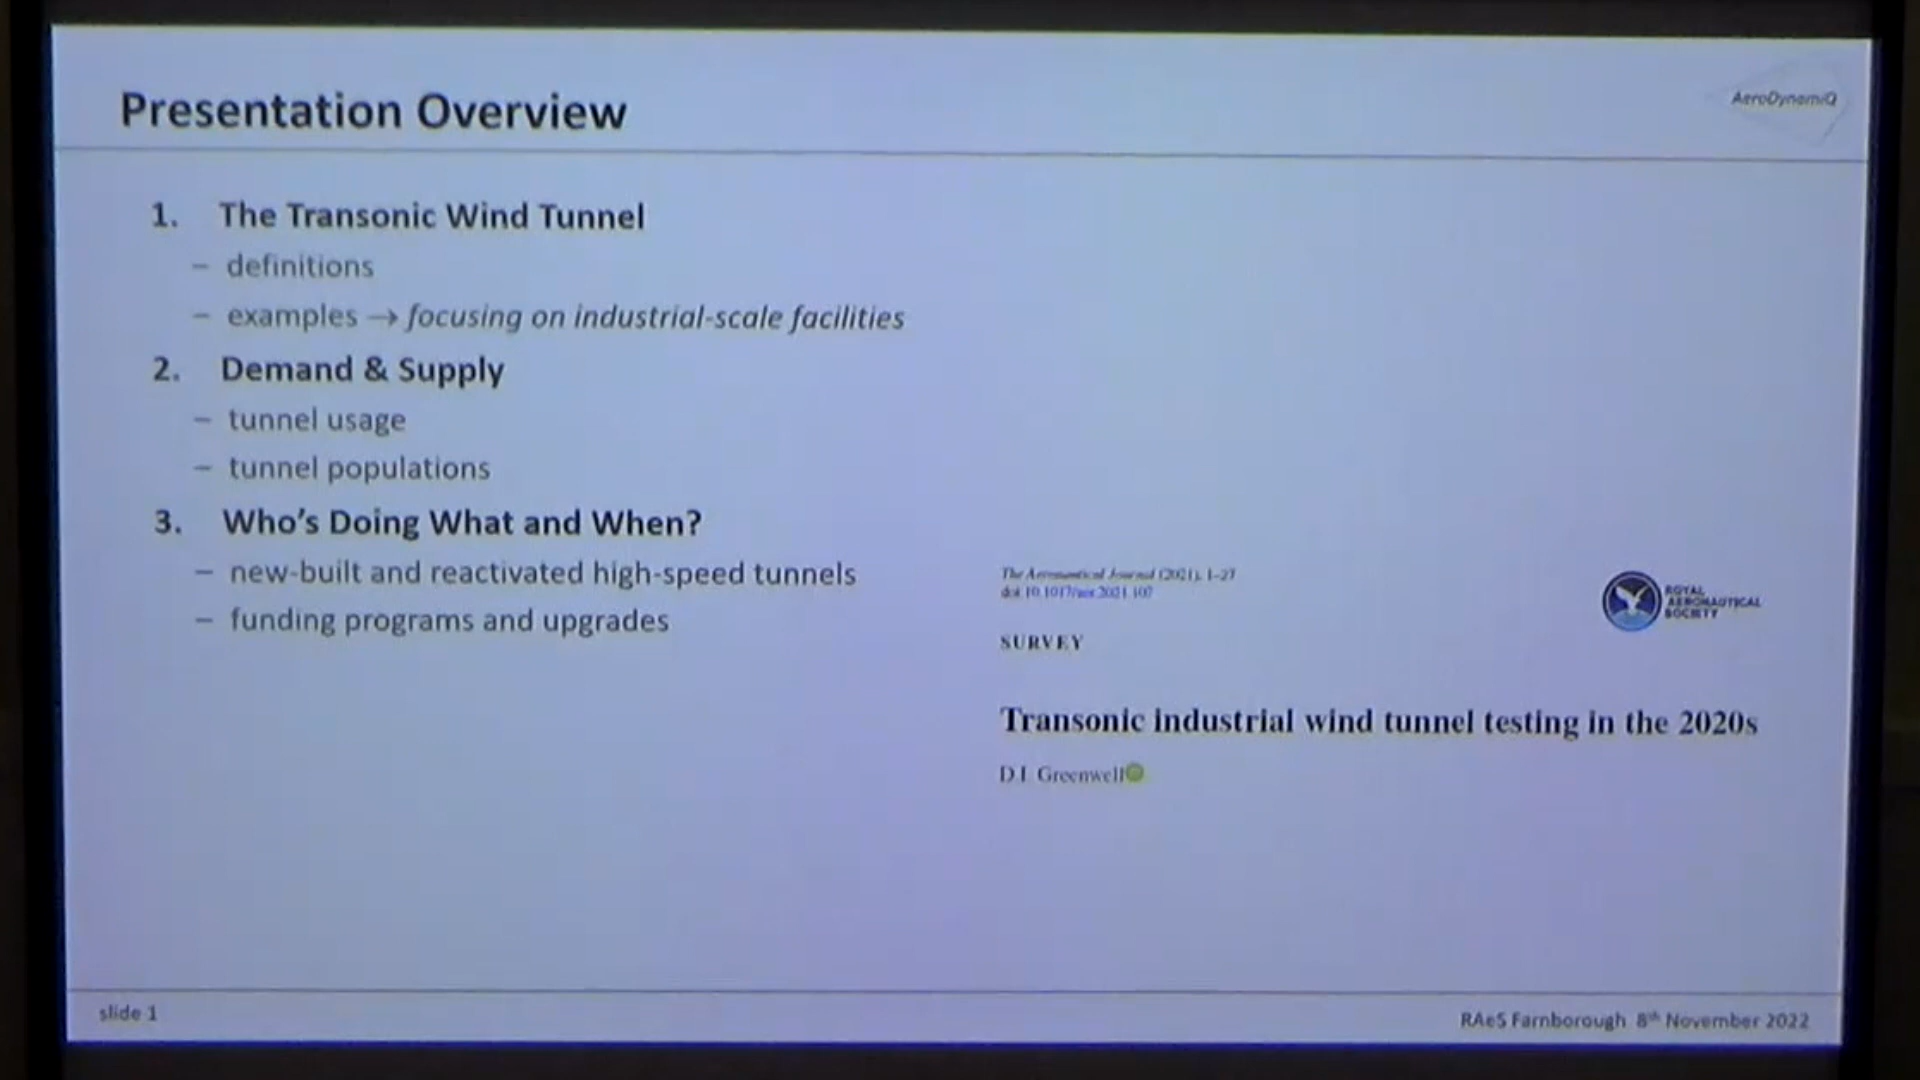 Presentation Overview
AeroDynamiQ
1. The Transonic Wind Tunnel
– definitions
– examples → focusing on industrial-scale facilities
2. Demand & Supply
– tunnel usage
– tunnel populations
3. Who's Doing What and When?
– new-built and reactivated high-speed tunnels
– funding programs and upgrades
The Aeronautical Journal (2021), 1–27
doi:10.1017/aer.2021.107
ROYAL
AERONAUTICAL
SOCIETY
SURVEY
Transonic industrial wind tunnel testing in the 2020s
D.I. Greenwell
slide 1
RAeS Farnborough 8th November 2022